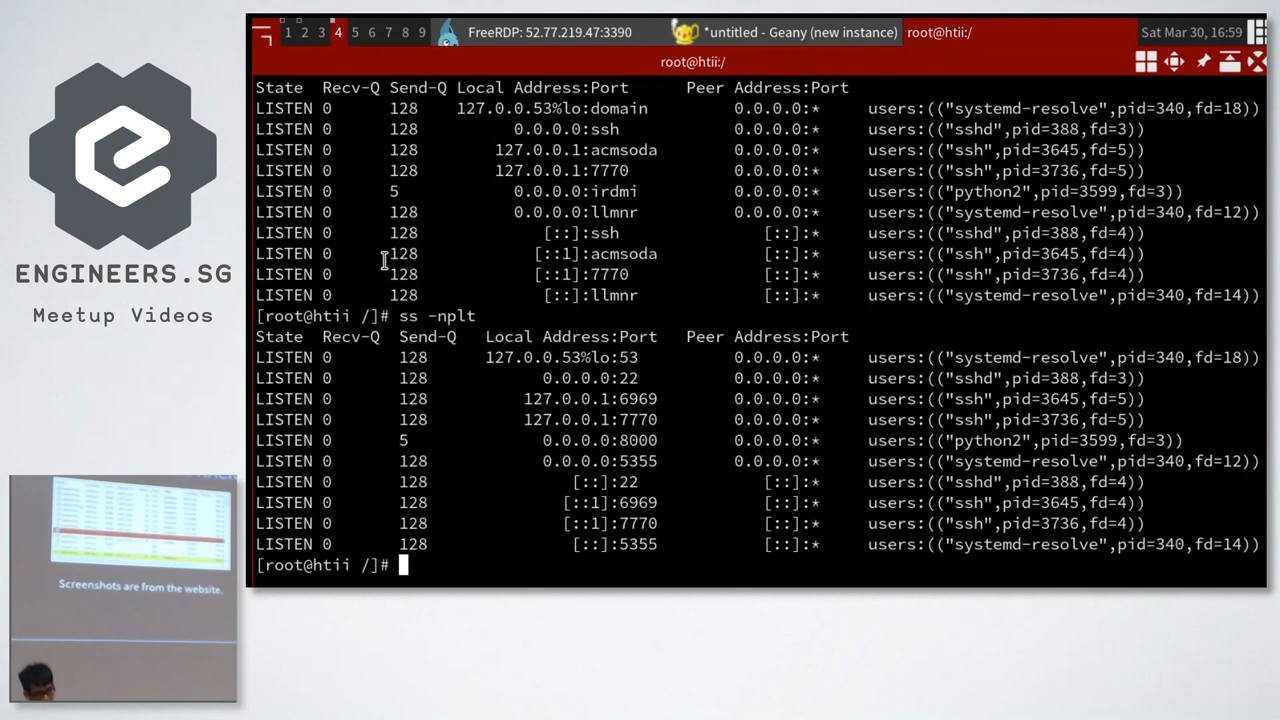 1 2 3 4 5 6 7 8 9 FreeRDP: 52.77.219.47:3390 *untitled - Geany (new instance) root@htii:/ Sat Mar 30, 16:59
root@htii:/
State Recv-Q Send-Q Local Address:Port Peer Address:Port
LISTEN 0 128 127.0.0.53%lo:domain 0.0.0.0:* users:(("systemd-resolve",pid=340,fd=18))
LISTEN 0 128 0.0.0.0:ssh 0.0.0.0:* users:(("sshd",pid=388,fd=3))
LISTEN 0 128 127.0.0.1:acmsoda 0.0.0.0:* users:(("ssh",pid=3645,fd=5))
LISTEN 0 128 127.0.0.1:7770 0.0.0.0:* users:(("ssh",pid=3736,fd=5))
LISTEN 0 5 0.0.0.0:irdmi 0.0.0.0:* users:(("python2",pid=3599,fd=3))
LISTEN 0 128 0.0.0.0:llmnr 0.0.0.0:* users:(("systemd-resolve",pid=340,fd=12))
LISTEN 0 128 [::]:ssh [::]:* users:(("sshd",pid=388,fd=4))
LISTEN 0 128 [::1]:acmsoda [::]:* users:(("ssh",pid=3645,fd=4))
LISTEN 0 128 [::1]:7770 [::]:* users:(("ssh",pid=3736,fd=4))
LISTEN 0 128 [::]:llmnr [::]:* users:(("systemd-resolve",pid=340,fd=14))
[root@htii /]# ss -nplt
State Recv-Q Send-Q Local Address:Port Peer Address:Port
LISTEN 0 128 127.0.0.53%lo:53 0.0.0.0:* users:(("systemd-resolve",pid=340,fd=18))
LISTEN 0 128 0.0.0.0:22 0.0.0.0:* users:(("sshd",pid=388,fd=3))
LISTEN 0 128 127.0.0.1:6969 0.0.0.0:* users:(("ssh",pid=3645,fd=5))
LISTEN 0 128 127.0.0.1:7770 0.0.0.0:* users:(("ssh",pid=3736,fd=5))
LISTEN 0 5 0.0.0.0:8000 0.0.0.0:* users:(("python2",pid=3599,fd=3))
LISTEN 0 128 0.0.0.0:5355 0.0.0.0:* users:(("systemd-resolve",pid=340,fd=12))
LISTEN 0 128 [::]:22 [::]:* users:(("sshd",pid=388,fd=4))
LISTEN 0 128 [::1]:6969 [::]:* users:(("ssh",pid=3645,fd=4))
LISTEN 0 128 [::1]:7770 [::]:* users:(("ssh",pid=3736,fd=4))
LISTEN 0 128 [::]:5355 [::]:* users:(("systemd-resolve",pid=340,fd=14))
[root@htii /]#
ENGINEERS.SG
Meetup Videos
Screenshots are from the website.